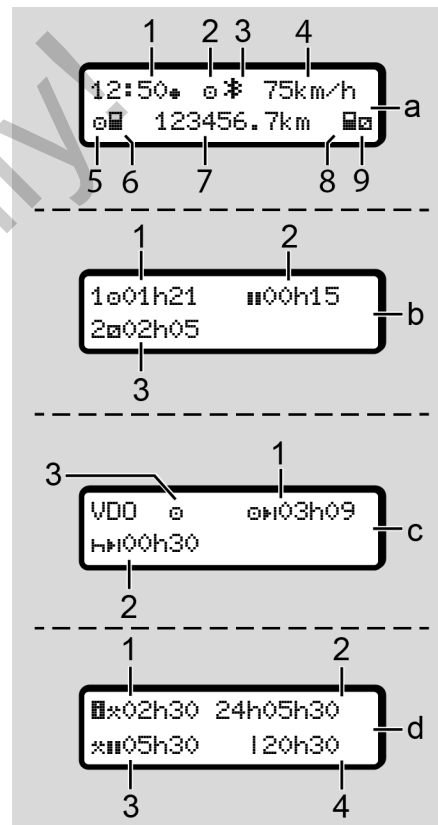 1 2 3 4
12:50● ⊙ 75km/h
a
⊙ 123456.7km
5 6 7 8 9
1 2
1⊙01h21 ▮▮00h15
b
2⧄02h05
3
3 1
VDO ⊙ ⊙▶|03h09
c
▶|00h30
2
1 2
02h30 24h05h30
d
▮▮05h30 |20h30
3 4